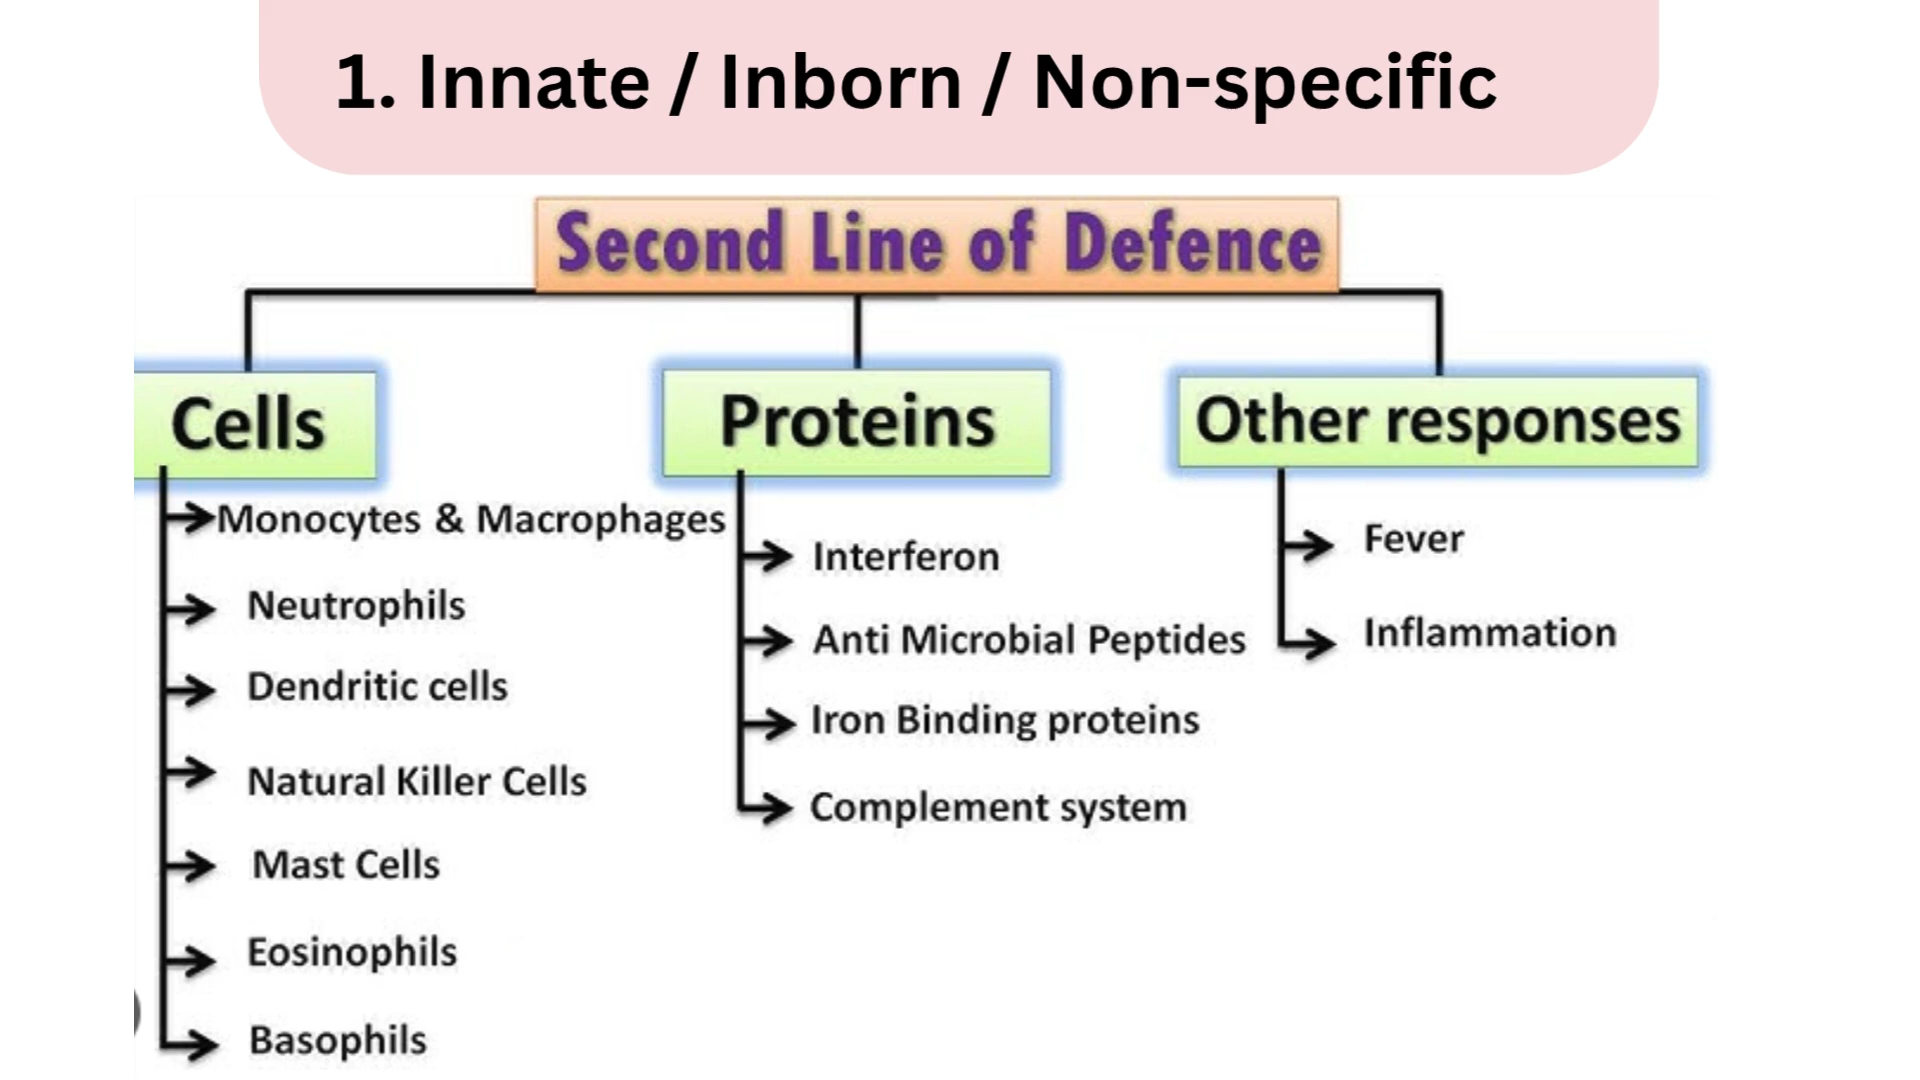 1. Innate / Inborn / Non-specific
Second Line of Defence
Cells
Monocytes & Macrophages
Neutrophils
Dendritic cells
Natural Killer Cells
Mast Cells
Eosinophils
Basophils
Proteins
Interferon
Anti Microbial Peptides
Iron Binding proteins
Complement system
Other responses
Fever
Inflammation